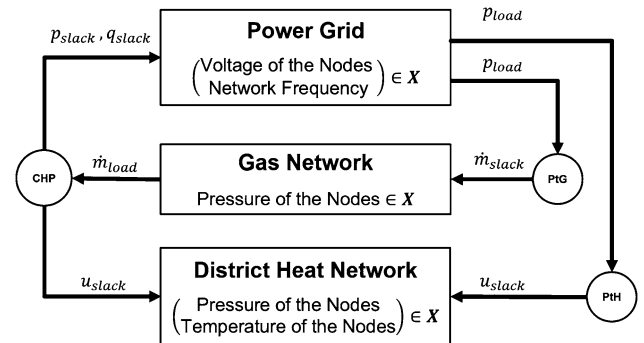 p_slack , q_slack
Power Grid
(Voltage of the Nodes
Network Frequency) ∈ X
p_load
p_load
CHP
ṁ_load
Gas Network
Pressure of the Nodes ∈ X
ṁ_slack
PtG
u_slack
District Heat Network
(Pressure of the Nodes
Temperature of the Nodes) ∈ X
u_slack
PtH